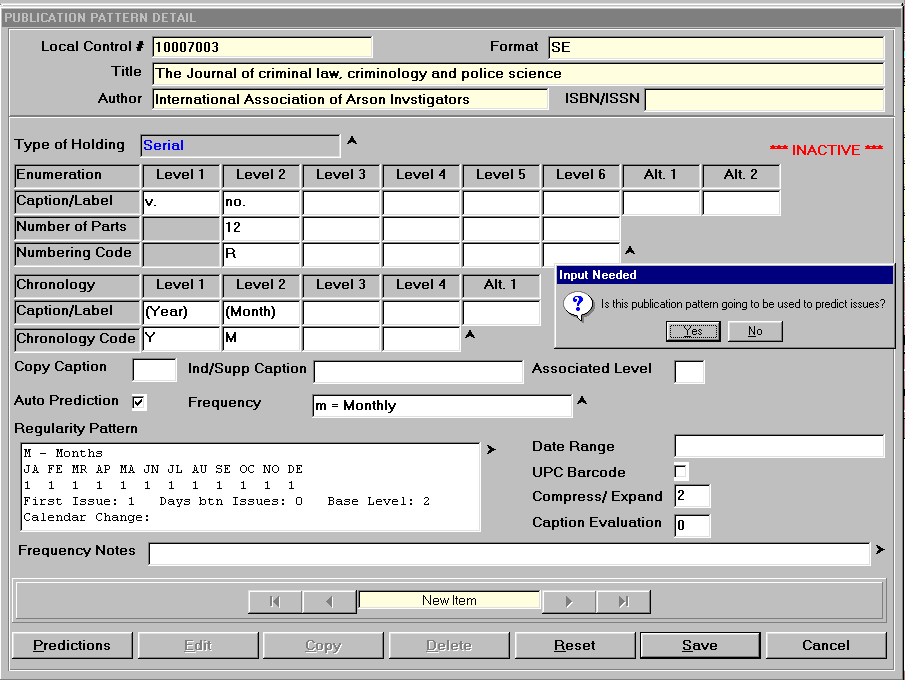 PUBLICATION PATTERN DETAIL
Local Control # 10007003 Format SE
Title The Journal of criminal law, criminology and police science
Author International Association of Arson Invstigators ISBN/ISSN
Type of Holding Serial
*** INACTIVE ***
Enumeration Level 1 Level 2 Level 3 Level 4 Level 5 Level 6 Alt. 1 Alt. 2
Caption/Label v. no.
Number of Parts 12
Numbering Code R
Chronology Level 1 Level 2 Level 3 Level 4 Alt. 1
Caption/Label (Year) (Month)
Chronology Code Y M
Input Needed
Is this publication pattern going to be used to predict issues?
Yes No
Copy Caption Ind/Supp Caption Associated Level
Auto Prediction Frequency m = Monthly
Regularity Pattern
M - Months
JA FE MR AP MA JN JL AU SE OC NO DE
1 1 1 1 1 1 1 1 1 1 1 1
First Issue: 1 Days btn Issues: 0 Base Level: 2
Calendar Change:
Date Range
UPC Barcode
Compress/ Expand 2
Caption Evaluation 0
Frequency Notes
New Item
Predictions Edit Copy Delete Reset Save Cancel